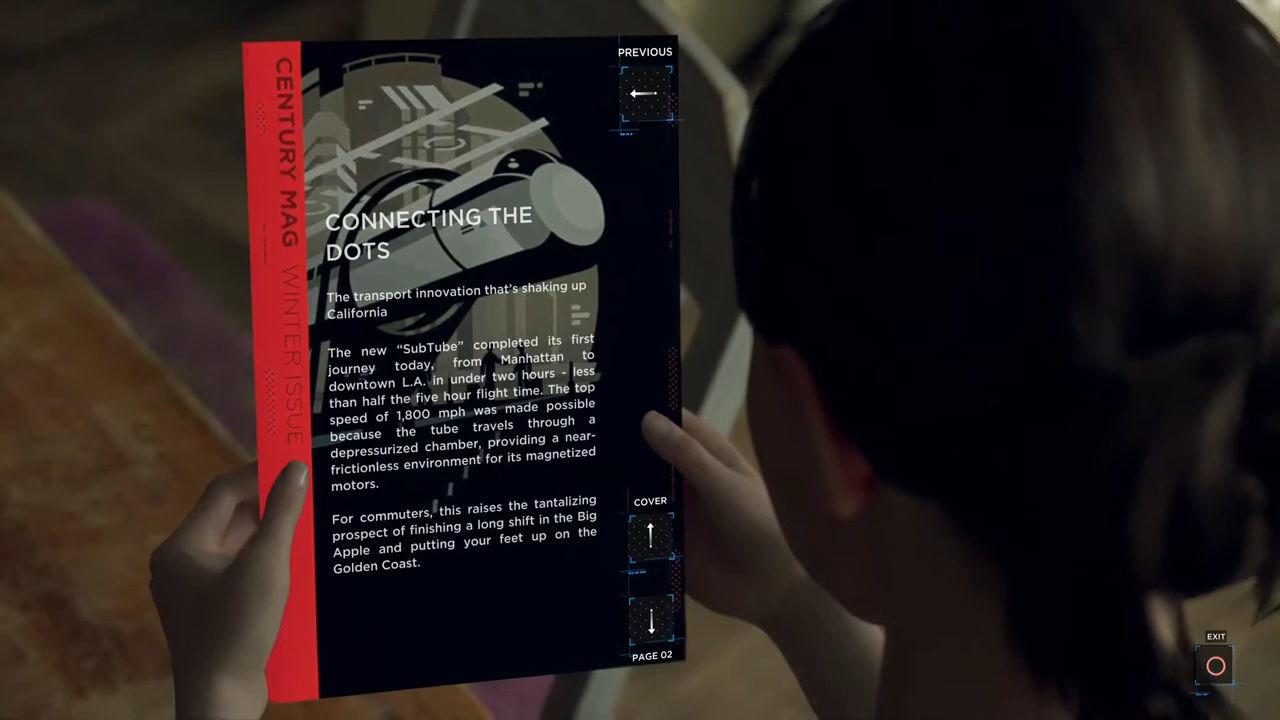 CENTURY MAG WINTER ISSUE
PREVIOUS
CONNECTING THE
DOTS
The transport innovation that's shaking up
California
The new “SubTube” completed its first
journey today, from Manhattan to
downtown L.A. in under two hours - less
than half the five hour flight time. The top
speed of 1,800 mph was made possible
because the tube travels through a
depressurized chamber, providing a near-
frictionless environment for its magnetized
motors.
For commuters, this raises the tantalizing
prospect of finishing a long shift in the Big
Apple and putting your feet up on the
Golden Coast.
COVER
PAGE 02
EXIT